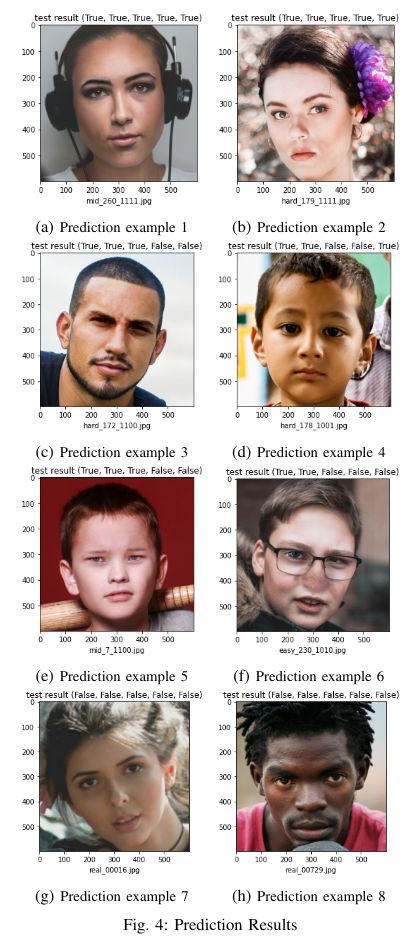 test result (True, True, True, True, True)
test result (True, True, True, True, True)
0
100
200
300
400
500
0 100 200 300 400 500
mid_260_1111.jpg
0
100
200
300
400
500
0 100 200 300 400 500
hard_179_1111.jpg
(a) Prediction example 1
(b) Prediction example 2
test result (True, True, True, False, False)
test result (True, True, False, False, True)
0
100
200
300
400
500
0 100 200 300 400 500
hard_172_1100.jpg
0
100
200
300
400
500
0 100 200 300 400 500
hard_178_1001.jpg
(c) Prediction example 3
(d) Prediction example 4
test result (True, True, True, False, False)
test result (True, True, False, False, False)
0
100
200
300
400
500
0 100 200 300 400 500
mid_7_1100.jpg
0
100
200
300
400
500
0 100 200 300 400 500
easy_230_1010.jpg
(e) Prediction example 5
(f) Prediction example 6
test result (False, False, False, False, False)
test result (False, False, False, False, False)
0
100
200
300
400
500
0 100 200 300 400 500
real_00016.jpg
0
100
200
300
400
500
0 100 200 300 400 500
real_00729.jpg
(g) Prediction example 7
(h) Prediction example 8
Fig. 4: Prediction Results